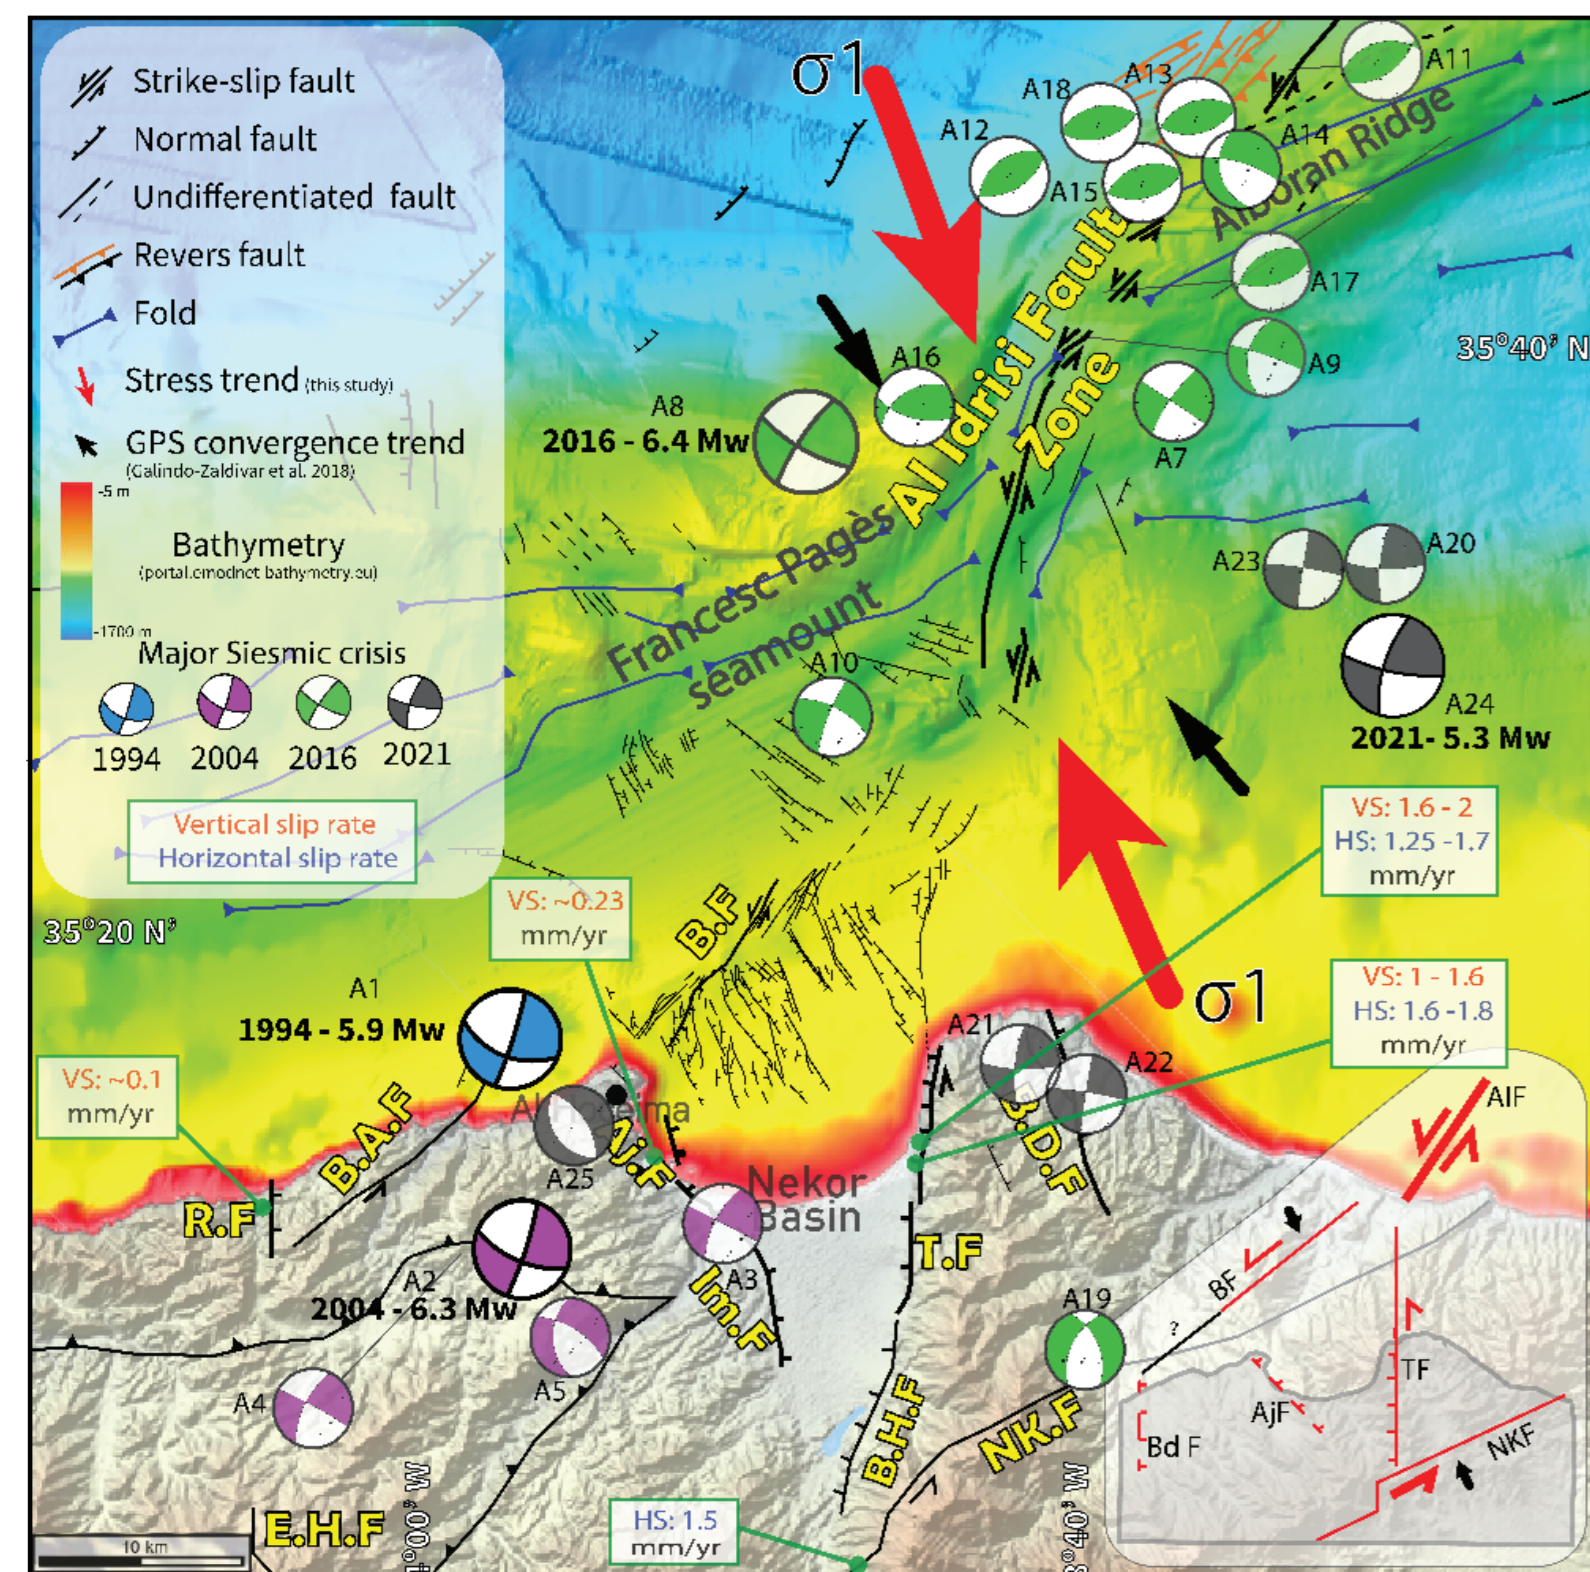 Strike-slip fault
Normal fault
Undifferentiated fault
Revers fault
Fold
Stress trend (this study)
GPS convergence trend
(Galindo-Zaldivar et al. 2018)
-5 m
Bathymetry
(portal.emodnet-bathymetry.eu)
-1709 m
Major Siesmic crisis
1994
2004
2016
2021
Vertical slip rate
Horizontal slip rate
σ1
A11
A13
A18
A12
A14
A15
Alboran Ridge
A17
35°40' N
A9
A16
A8
2016 - 6.4 Mw
Al Idrisi Fault
Zone
A7
Francesc Pagès
seamount
A23
A20
A10
A24
2021- 5.3 Mw
VS: 1.6 - 2
HS: 1.25 -1.7
mm/yr
35°20 N'
VS: ~0.23
mm/yr
B.F
A1
1994 - 5.9 Mw
σ1
VS: 1 - 1.6
HS: 1.6 -1.8
mm/yr
VS: ~0.1
mm/yr
A21
A22
B.A.F
Aj.F
A25
B.D.F
R.F
Nekor
Basin
T.F
A2
2004 - 6.3 Mw
A3
Im.F
A19
A4
A5
B.H.F
NK.F
E.H.F
HS: 1.5
mm/yr
10 km
AIF
BF
?
TF
AjF
Bd F
NKF